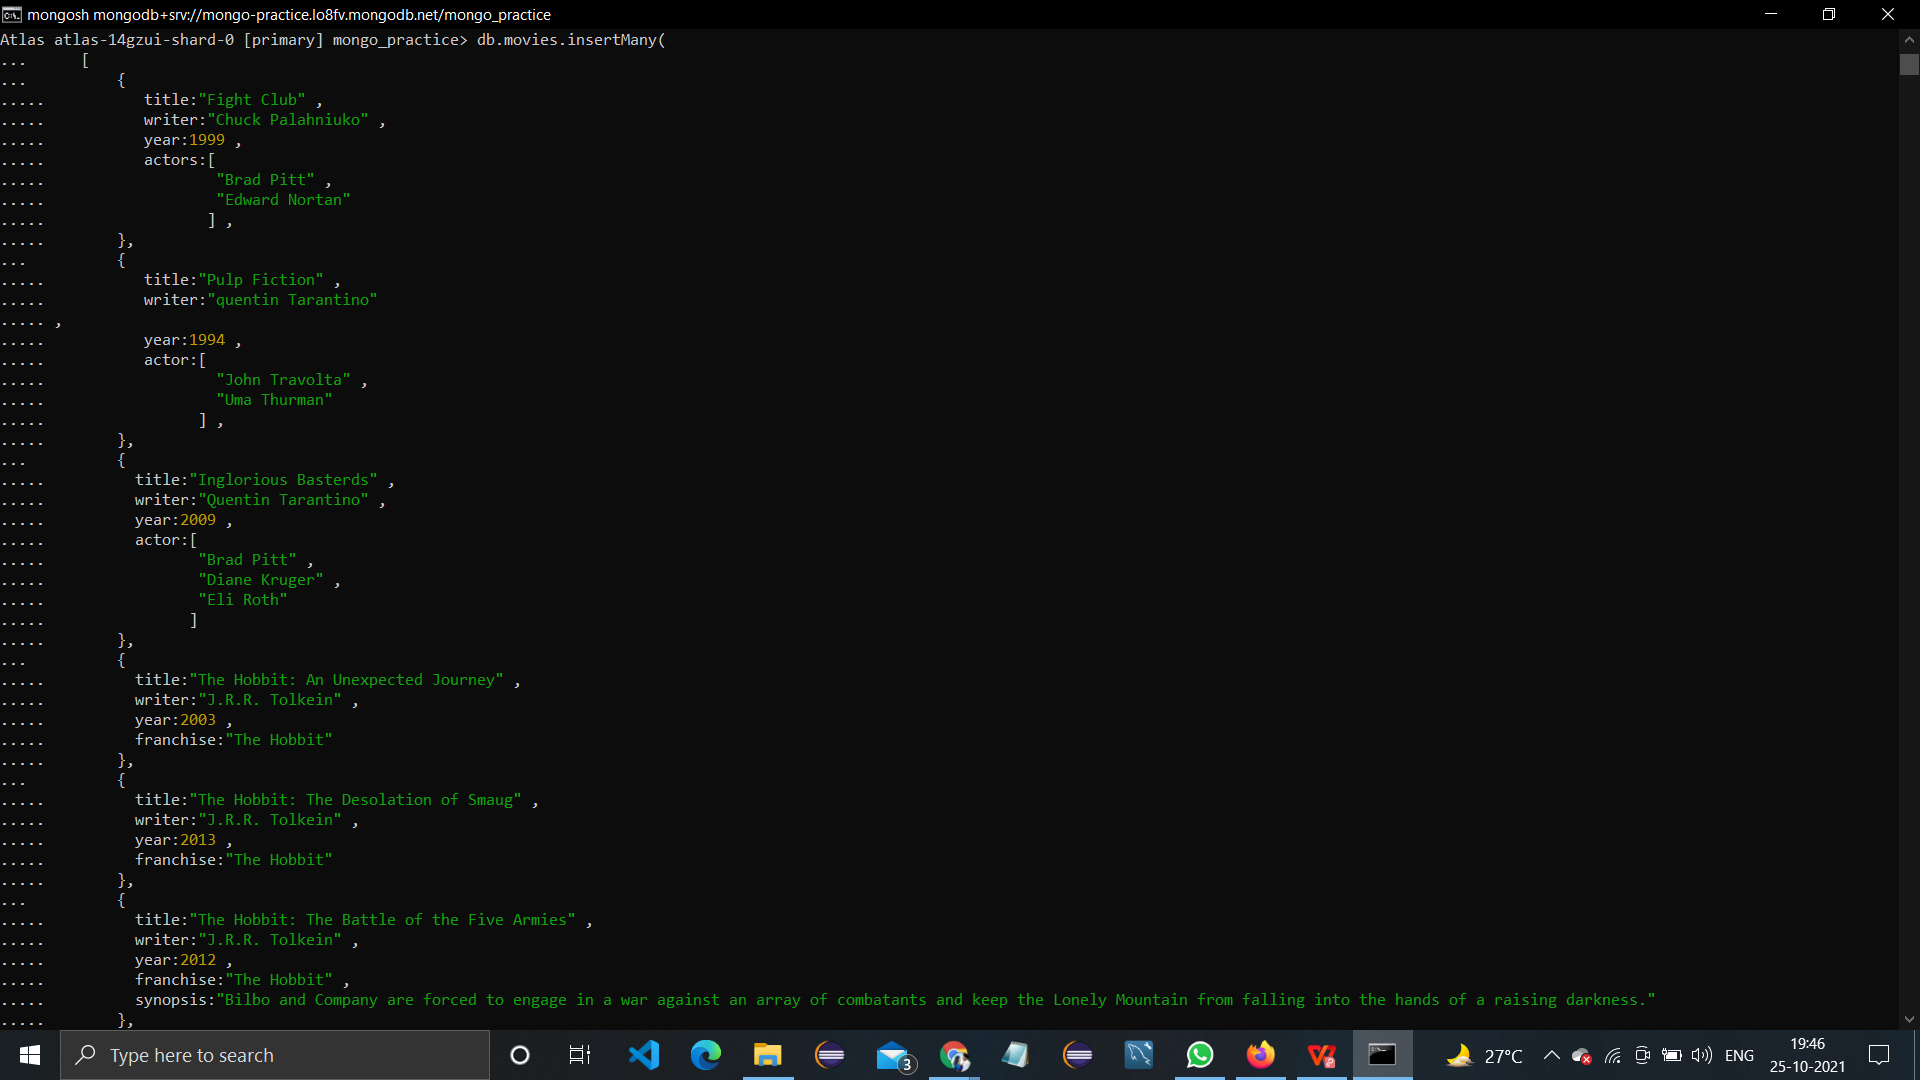 mongosh mongodb+srv://mongo-practice.lo8fv.mongodb.net/mongo_practice
Atlas atlas-14gzui-shard-0 [primary] mongo_practice> db.movies.insertMany(
... [
... {
..... title:"Fight Club" ,
..... writer:"Chuck Palahniuko" ,
..... year:1999 ,
..... actors:[
..... "Brad Pitt" ,
..... "Edward Nortan"
..... ] ,
..... },
... {
..... title:"Pulp Fiction" ,
..... writer:"quentin Tarantino"
..... ,
..... year:1994 ,
..... actor:[
..... "John Travolta" ,
..... "Uma Thurman"
..... ] ,
..... },
... {
..... title:"Inglorious Basterds" ,
..... writer:"Quentin Tarantino" ,
..... year:2009 ,
..... actor:[
..... "Brad Pitt" ,
..... "Diane Kruger" ,
..... "Eli Roth"
..... ]
..... },
... {
..... title:"The Hobbit: An Unexpected Journey" ,
..... writer:"J.R.R. Tolkein" ,
..... year:2003 ,
..... franchise:"The Hobbit"
..... },
... {
..... title:"The Hobbit: The Desolation of Smaug" ,
..... writer:"J.R.R. Tolkein" ,
..... year:2013 ,
..... franchise:"The Hobbit"
..... },
... {
..... title:"The Hobbit: The Battle of the Five Armies" ,
..... writer:"J.R.R. Tolkein" ,
..... year:2012 ,
..... franchise:"The Hobbit" ,
..... synopsis:"Bilbo and Company are forced to engage in a war against an array of combatants and keep the Lonely Mountain from falling into the hands of a raising darkness."
..... },
Type here to search
3
27°C
ENG
19:46
25-10-2021